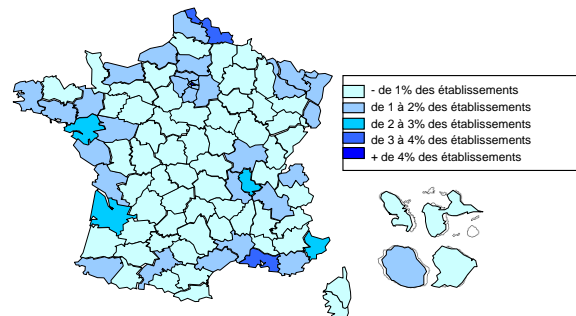 - de 1% des établissements
de 1 à 2% des établissements
de 2 à 3% des établissements
de 3 à 4% des établissements
+ de 4% des établissements